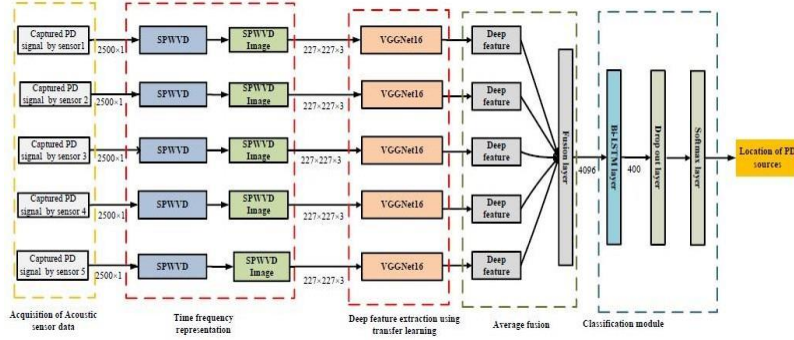 Captured PD
signal by sensor1
2500×1
SPWVD
SPWVD
Image
227×227×3
VGGNet16
Deep
feature
Captured PD
signal by sensor 2
2500×1
SPWVD
SPWVD
Image
227×227×3
VGGNet16
Deep
feature
Captured PD
signal by sensor 3
2500×1
SPWVD
SPWVD
Image
227×227×3
VGGNet16
Deep
feature
Captured PD
signal by sensor 4
2500×1
SPWVD
SPWVD
Image
227×227×3
VGGNet16
Deep
feature
Captured PD
signal by sensor 5
2500×1
SPWVD
SPWVD
Image
227×227×3
VGGNet16
Deep
feature
Fusion layer
4096
Bi-LSTM layer
400
Drop out layer
Softmax layer
Location of PD
sources
Acquisition of Acoustic
sensor data
Time frequency
representation
Deep feature extraction using
transfer learning
Average fusion
Classification module